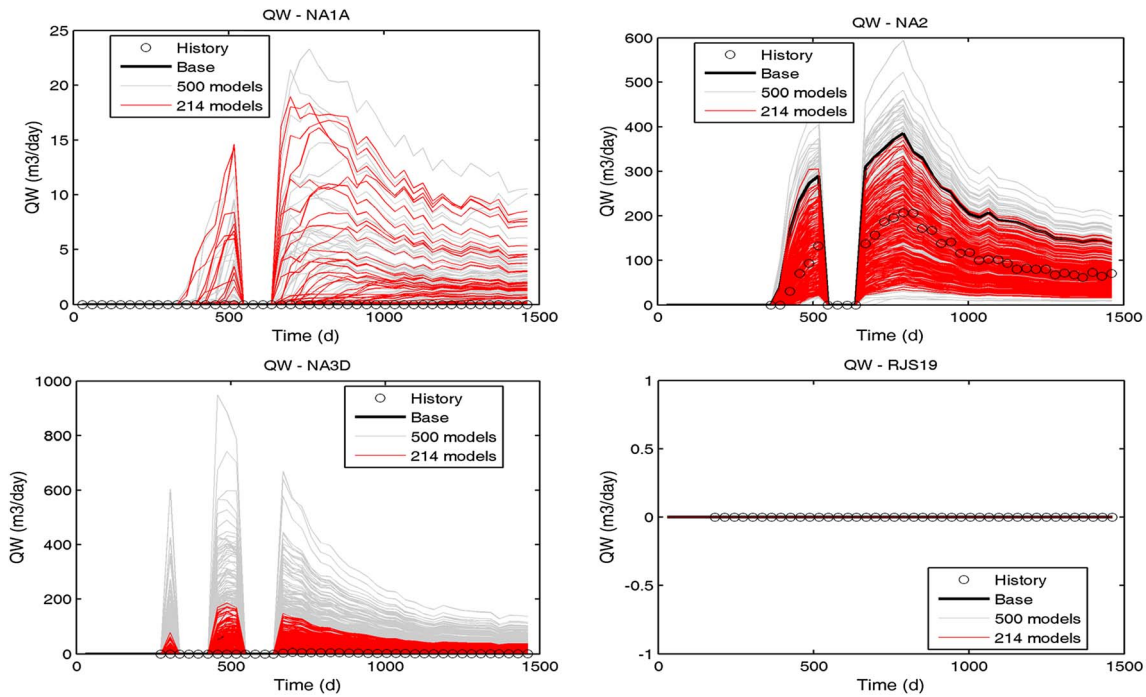 QW - NA1A
25
20
15
10
5
0
0 500 1000 1500
QW (m3/day)
Time (d)
History
Base
500 models
214 models
QW - NA2
600
500
400
300
200
100
0
0 500 1000 1500
QW (m3/day)
Time (d)
History
Base
500 models
214 models
QW - NA3D
1000
800
600
400
200
0
0 500 1000 1500
QW (m3/day)
Time (d)
History
Base
500 models
214 models
QW - RJS19
1
0.5
0
-0.5
-1
0 500 1000 1500
QW (m3/day)
Time (d)
History
Base
500 models
214 models